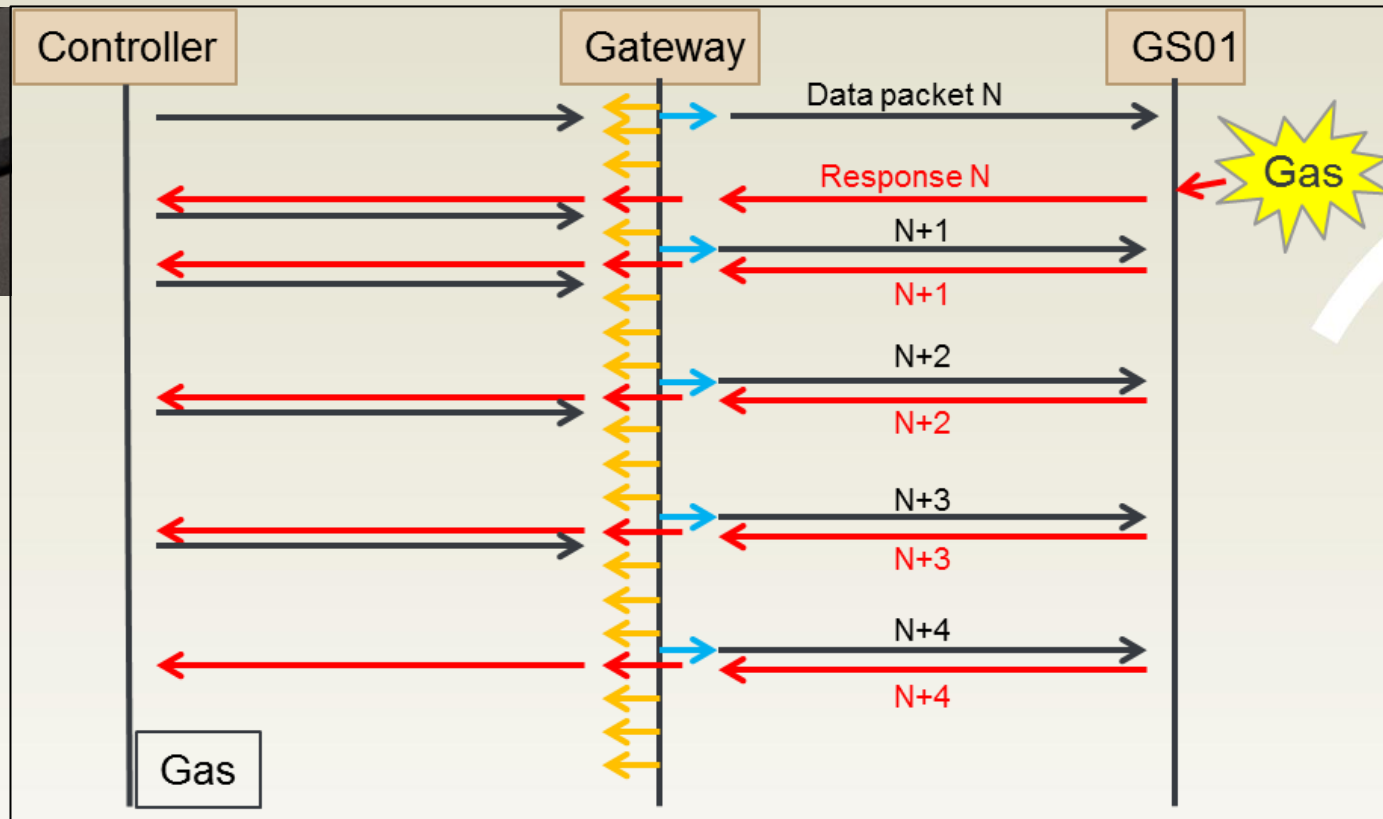 Controller
Gateway
GS01
Data packet N
Gas
Response N
N+1
N+1
N+2
N+2
N+3
N+3
N+4
N+4
Gas